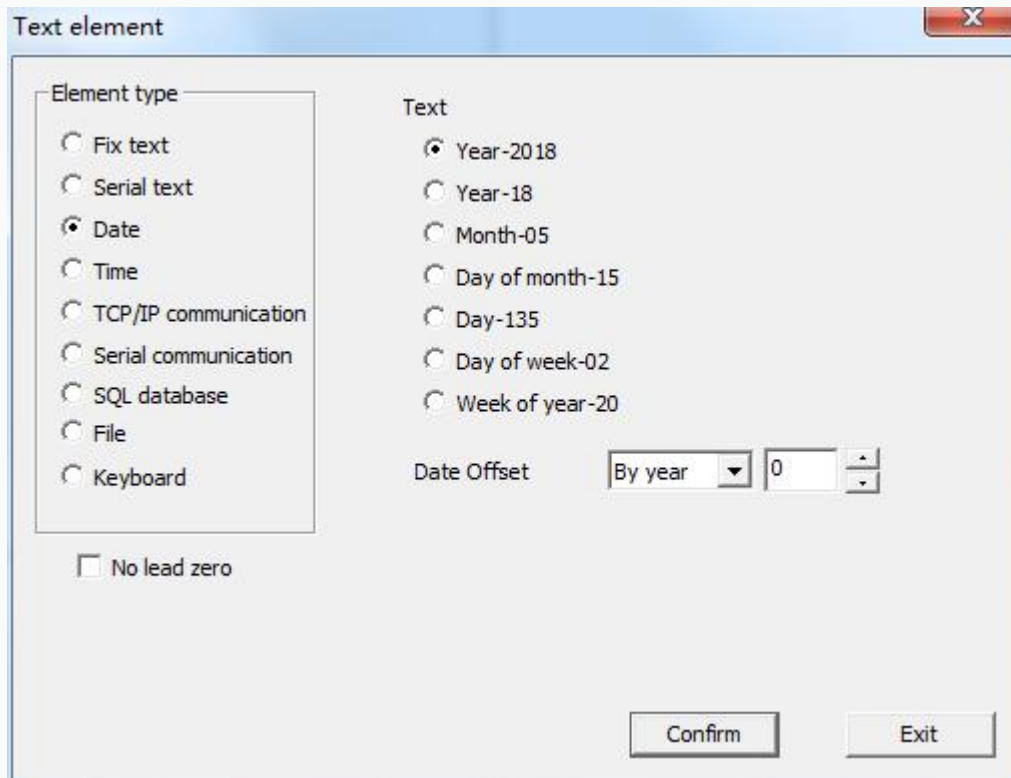 Text element
Element type
Fix text
Serial text
Date
Time
TCP/IP communication
Serial communication
SQL database
File
Keyboard
No lead zero
Text
Year-2018
Year-18
Month-05
Day of month-15
Day-135
Day of week-02
Week of year-20
Date Offset By year 0
Confirm Exit